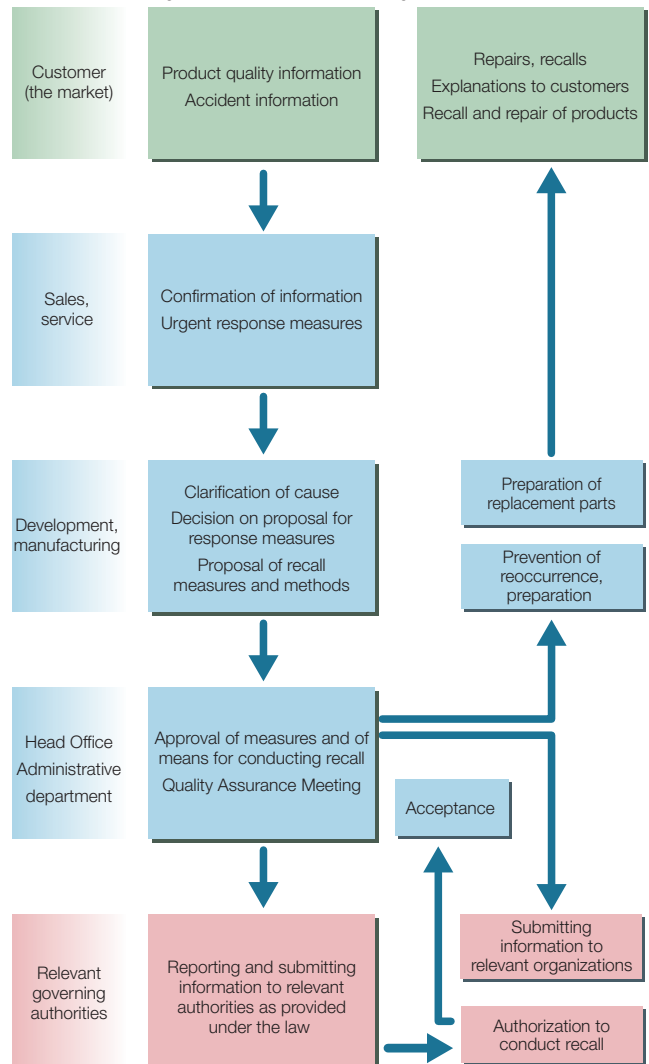 Customer
(the market)
Product quality information
Accident information
Repairs, recalls
Explanations to customers
Recall and repair of products
Sales,
service
Confirmation of information
Urgent response measures
Development,
manufacturing
Clarification of cause
Decision on proposal for
response measures
Proposal of recall
measures and methods
Preparation of
replacement parts
Prevention of
reoccurrence,
preparation
Head Office
Administrative
department
Approval of measures and of
means for conducting recall
Quality Assurance Meeting
Acceptance
Relevant
governing
authorities
Reporting and submitting
information to relevant
authorities as provided
under the law
Submitting
information to
relevant organizations
Authorization to
conduct recall